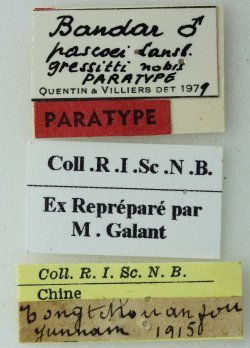 Bandar ♂
pascoei Lansb.
gressitti nobis
PARATYPE
QUENTIN & VILLIERS DET 1979
PARATYPE
Coll .R .I .Sc .N .B.
Ex Repréparé par
M . Galant
Coll. R. I. Sc. N. B.
Chine
Tongtchouanfou
Yunnam 1915